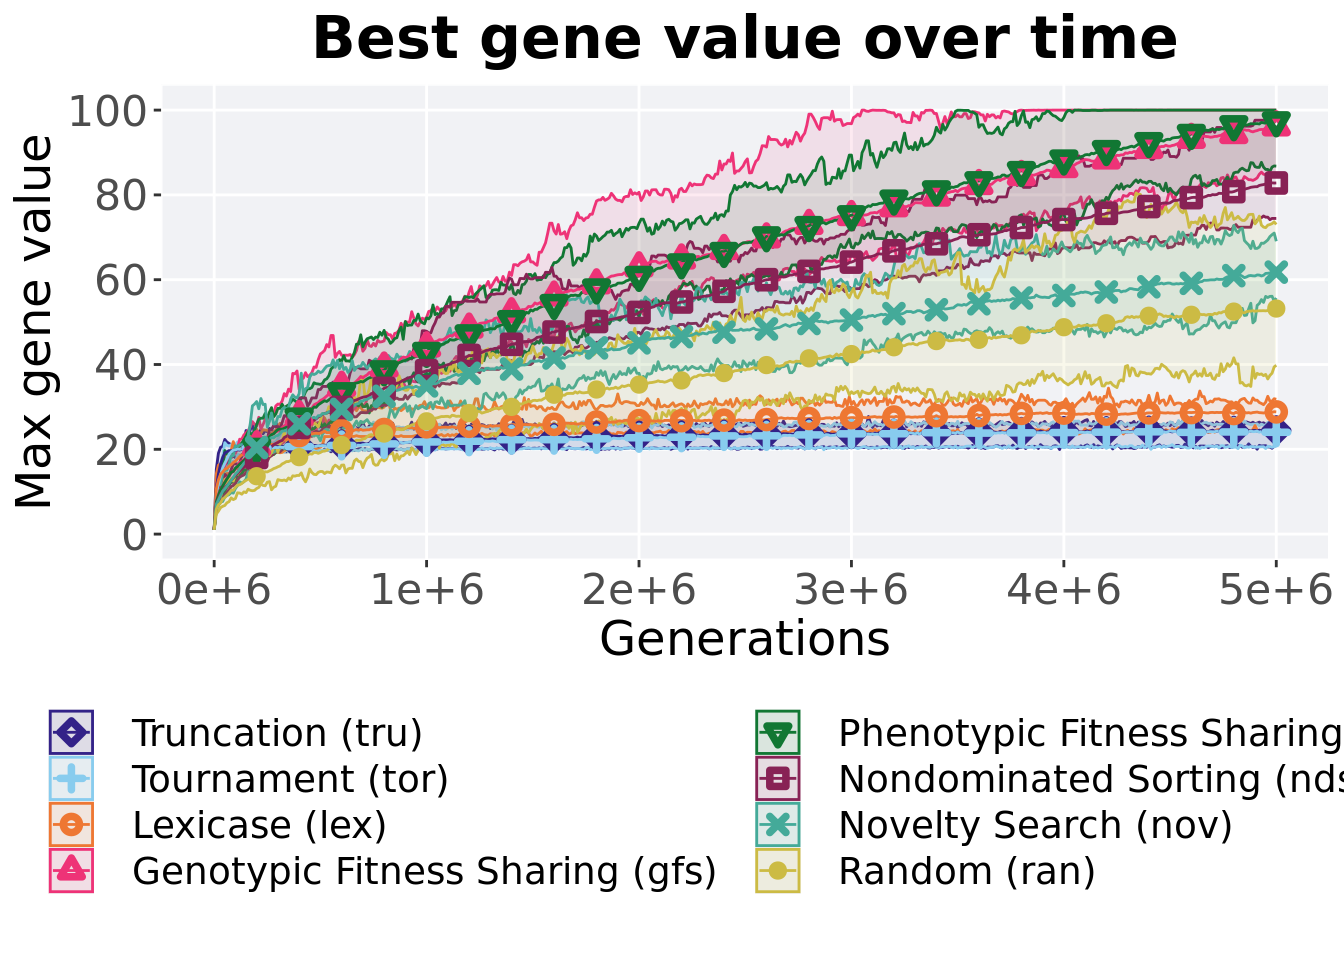 Best gene value over time
Max gene value
100
80
60
40
20
0
0e+6 1e+6 2e+6 3e+6 4e+6 5e+6
Generations
Truncation (tru)
Tournament (tor)
Lexicase (lex)
Genotypic Fitness Sharing (gfs)
Phenotypic Fitness Sharing
Nondominated Sorting (nds
Novelty Search (nov)
Random (ran)